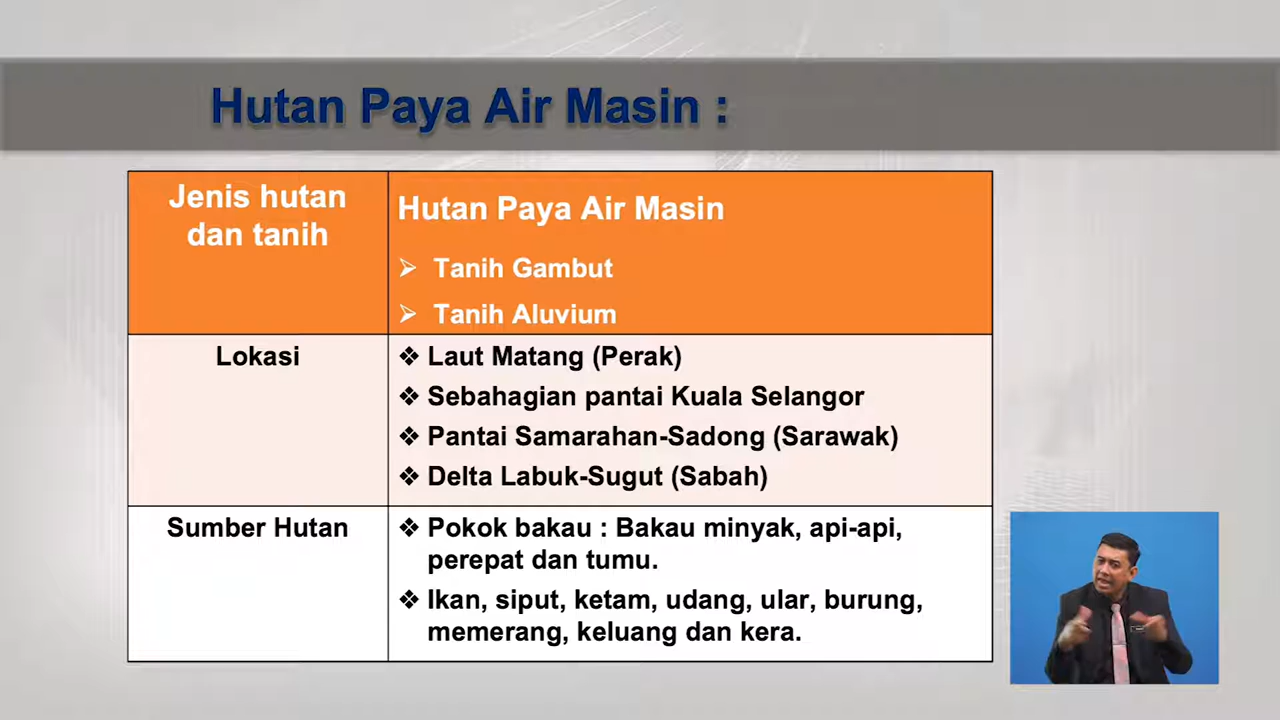 Hutan Paya Air Masin :
Jenis hutan
dan tanih
Hutan Paya Air Masin
Tanih Gambut
Tanih Aluvium
Lokasi
Laut Matang (Perak)
Sebahagian pantai Kuala Selangor
Pantai Samarahan-Sadong (Sarawak)
Delta Labuk-Sugut (Sabah)
Sumber Hutan
Pokok bakau : Bakau minyak, api-api,
perepat dan tumu.
Ikan, siput, ketam, udang, ular, burung,
memerang, keluang dan kera.